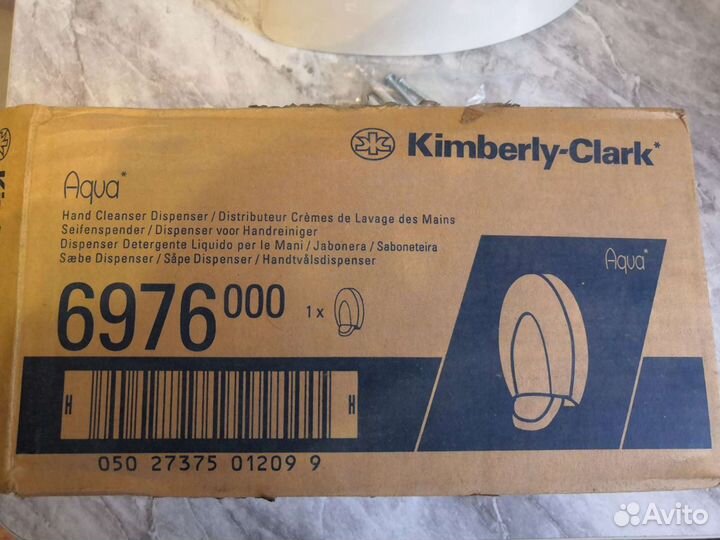 Kimberly-Clark*
Aqua*
Hand Cleanser Dispenser / Distributeur Crèmes de Lavage des Mains
Seifenspender / Dispenser voor Handreiniger
Dispenser Detergente Liquido per le Mani / Jabonera / Saboneteira
Sæbe Dispenser / Såpe Dispenser / Handtvålsdispenser
Aqua*
6976000 1 x
H H
050 27375 01209 9
Avito